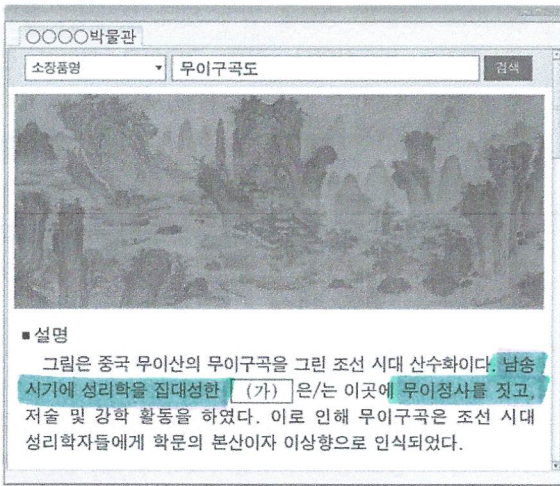 ○○○○박물관
소장품명 ▼ 무이구곡도 검색
■ 설명
그림은 중국 무이산의 무이구곡을 그린 조선 시대 산수화이다. 남송
시기에 성리학을 집대성한 (가) 은/는 이곳에 무이정사를 짓고,
저술 및 강학 활동을 하였다. 이로 인해 무이구곡은 조선 시대
성리학자들에게 학문의 본산이자 이상향으로 인식되었다.